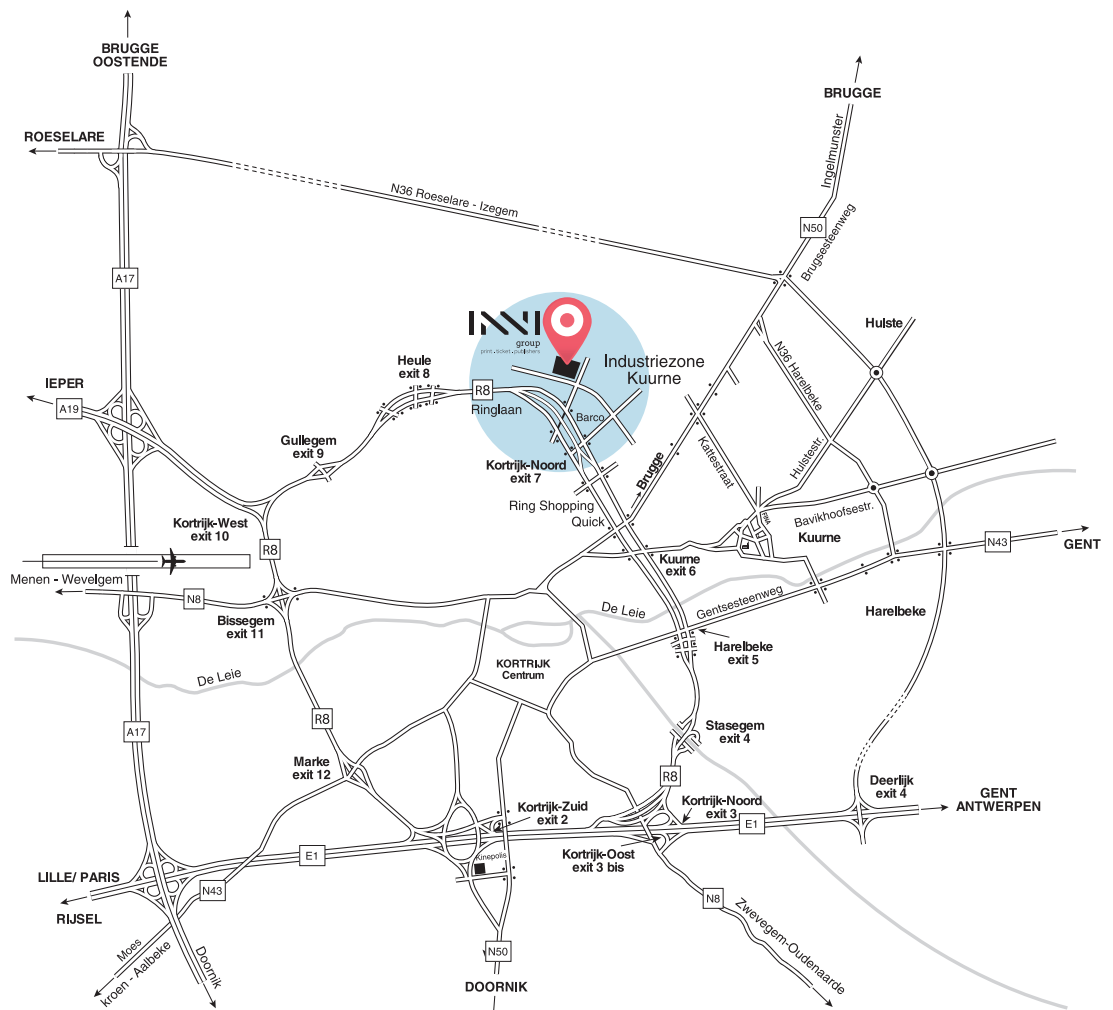 BRUGGE
OOSTENDE
BRUGGE
ROESELARE
Ingelmunster
N36 Roeselare - Izegem
N50
Brugsesteenweg
A17
INNI
group
print.ticket.publishers
Hulste
Industriezone
Kuurne
Heule
exit 8
N36 Harelbeke
IEPER
R8
A19
Ringlaan
Barco
Gullegem
exit 9
Kattestraat
Hulstestr.
Kortrijk-Noord
exit 7
Brugge
Ring Shopping
Quick
Kortrijk-West
exit 10
RINA
Bavikhoofsestr.
Kuurne
R8
N43
GENT
Kuurne
exit 6
Menen - Wevelgem
N8
Gentsesteenweg
De Leie
Harelbeke
Bissegem
exit 11
Harelbeke
exit 5
De Leie
KORTRIJK
Centrum
R8
A17
Stasegem
exit 4
Marke
exit 12
R8
Deerlijk
exit 4
Kortrijk-Zuid
exit 2
Kortrijk-Noord
exit 3
GENT
ANTWERPEN
E1
E1
Kinepolis
Kortrijk-Oost
exit 3 bis
LILLE/ PARIS
N43
N8
RIJSEL
Zwevegem-Oudenaarde
Moes
kroen - Aalbeke
Doornik
N50
DOORNIK